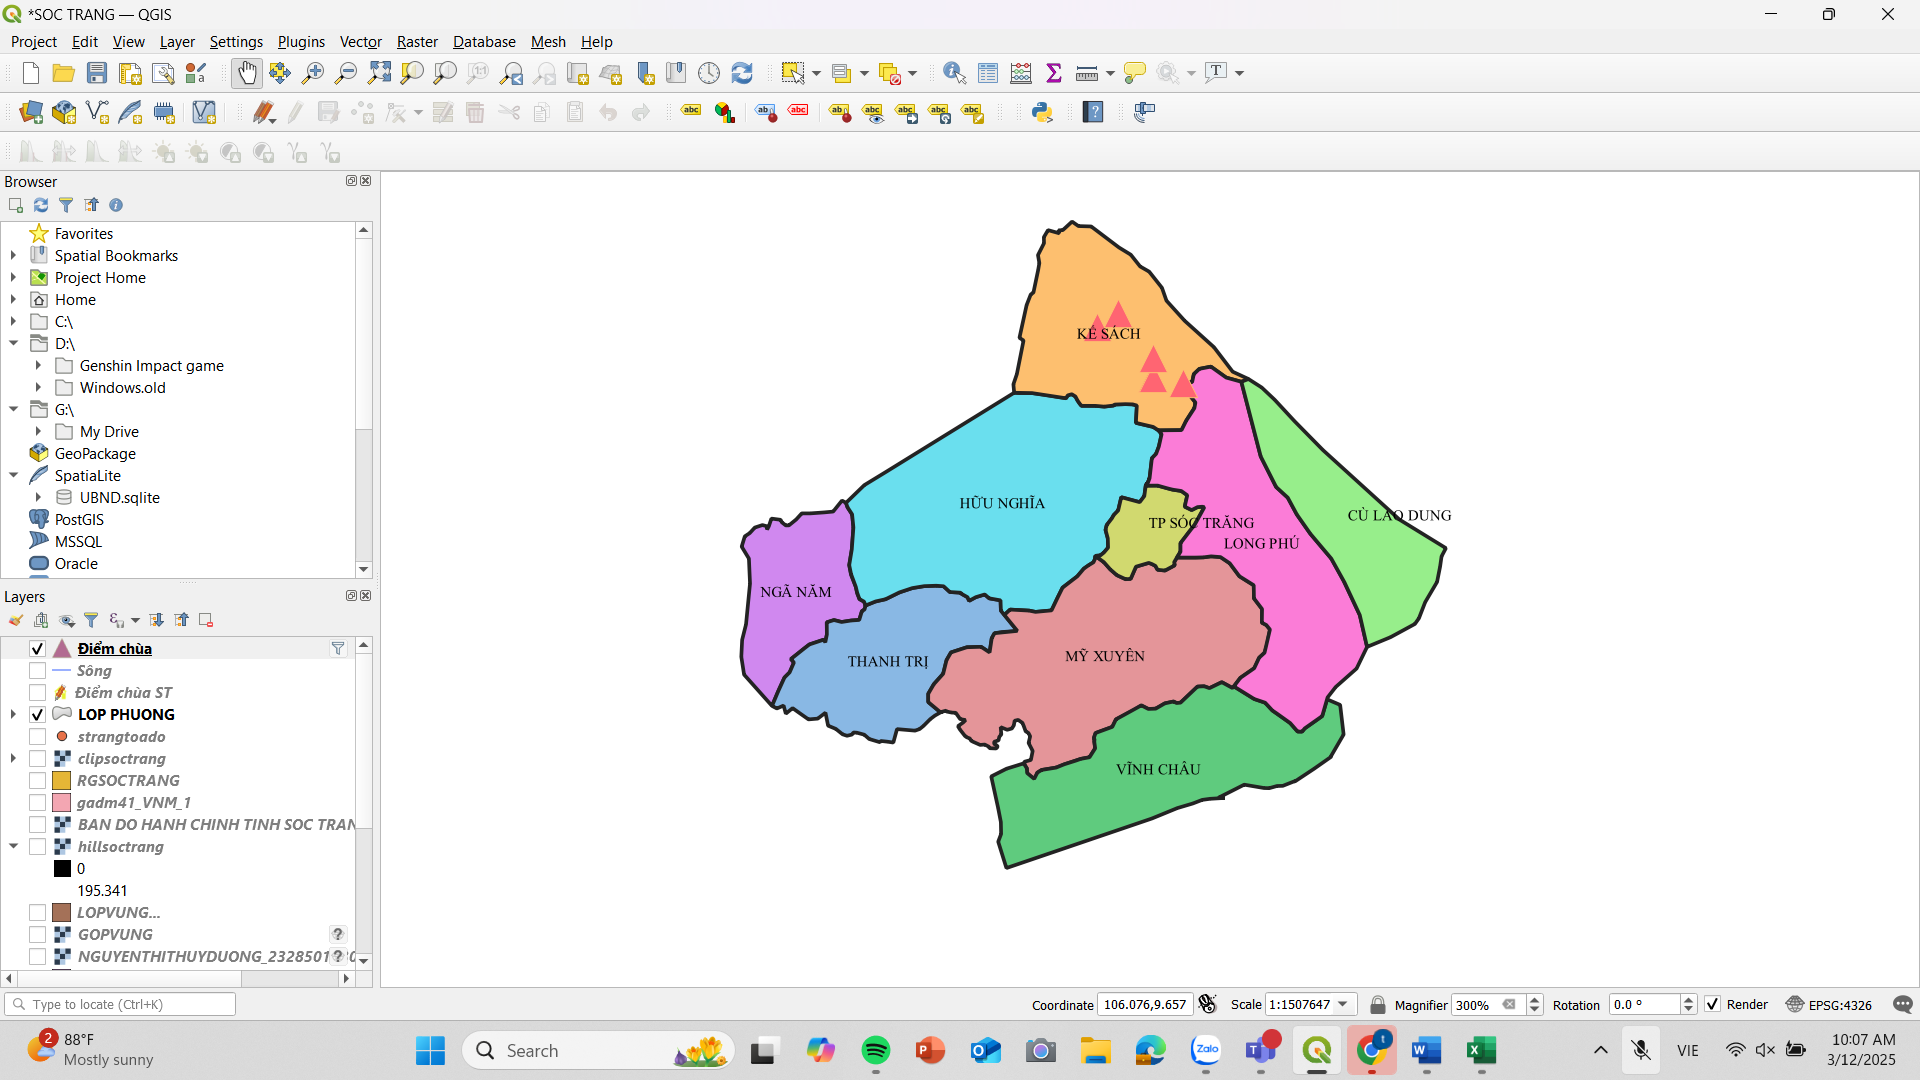 *SOC TRANG — QGIS
Project Edit View Layer Settings Plugins Vector Raster Database Mesh Help
Browser
Favorites
Spatial Bookmarks
Project Home
Home
C:\
D:\
Genshin Impact game
Windows.old
G:\
My Drive
GeoPackage
SpatiaLite
UBND.sqlite
PostGIS
MSSQL
Oracle
Layers
Điểm chùa
Sông
Điểm chùa ST
LOP PHUONG
strangtoado
clipsoctrang
RGSOCTRANG
gadm41_VNM_1
BAN DO HANH CHINH TINH SOC TRAN
hillsoctrang
0
195.341
LOPVUNG...
GOPVUNG
NGUYENTHITHUYDUONG_2328501
KẾ SÁCH
HỮU NGHĨA
CÙ LAO DUNG
TP SÓC TRĂNG
LONG PHÚ
NGÃ NĂM
THANH TRỊ
MỸ XUYÊN
VĨNH CHÂU
Type to locate (Ctrl+K)
Coordinate 106.076,9.657 Scale 1:1507647 Magnifier 300% Rotation 0.0 ° Render EPSG:4326
2
88°F
Mostly sunny
Search
Zalo
VIE
10:07 AM
3/12/2025